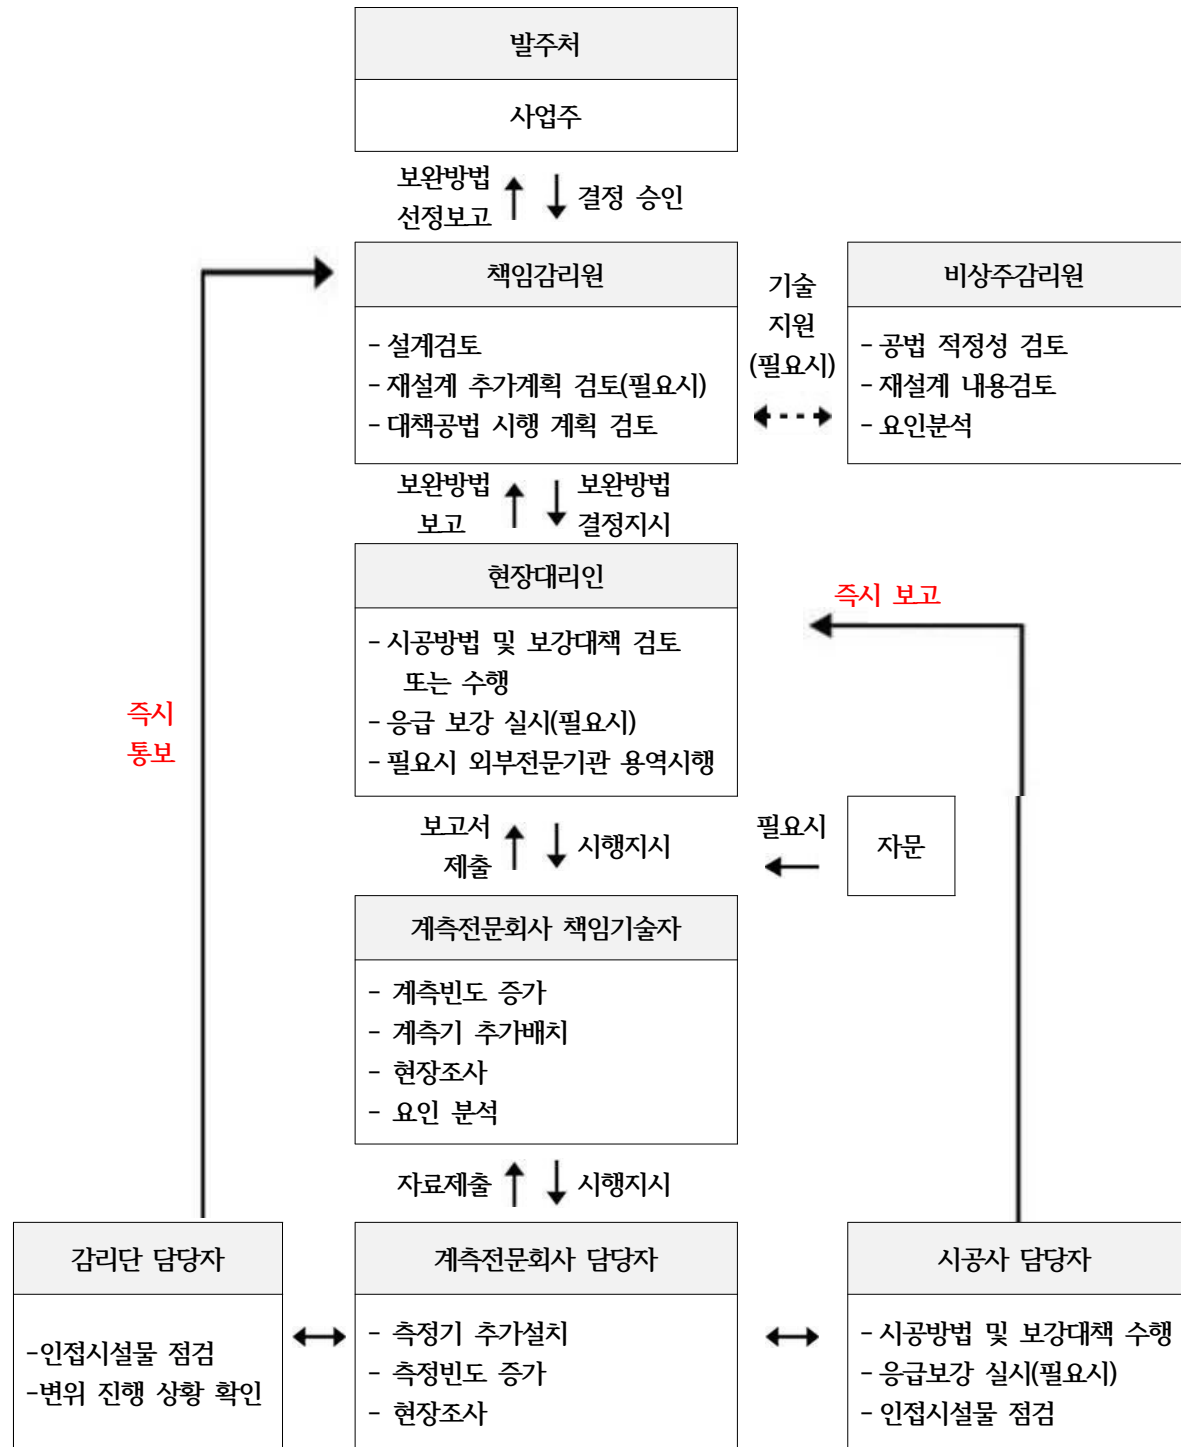 발주처
사업주
보완방법
선정보고
결정 승인
책임감리원
- 설계검토
- 재설계 추가계획 검토(필요시)
- 대책공법 시행 계획 검토
기술
지원
(필요시)
비상주감리원
- 공법 적정성 검토
- 재설계 내용검토
- 요인분석
보완방법
보고
보완방법
결정지시
현장대리인
- 시공방법 및 보강대책 검토
또는 수행
- 응급 보강 실시(필요시)
- 필요시 외부전문기관 용역시행
즉시 보고
즉시
통보
보고서
제출
시행지시
필요시
자문
계측전문회사 책임기술자
- 계측빈도 증가
- 계측기 추가배치
- 현장조사
- 요인 분석
자료제출
시행지시
감리단 담당자
-인접시설물 점검
-변위 진행 상황 확인
계측전문회사 담당자
- 측정기 추가설치
- 측정빈도 증가
- 현장조사
시공사 담당자
- 시공방법 및 보강대책 수행
- 응급보강 실시(필요시)
- 인접시설물 점검